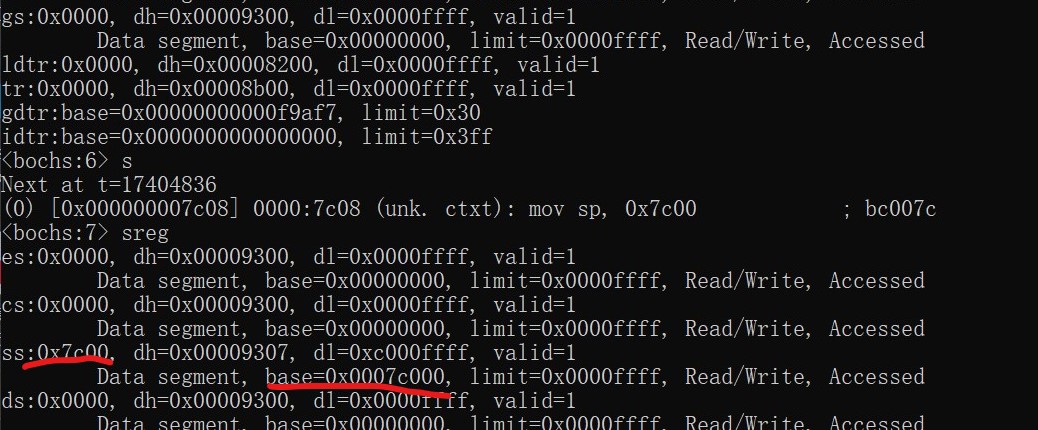 gs:0x0000, dh=0x00009300, dl=0x0000ffff, valid=1
Data segment, base=0x00000000, limit=0x0000ffff, Read/Write, Accessed
ldtr:0x0000, dh=0x00008200, dl=0x0000ffff, valid=1
tr:0x0000, dh=0x00008b00, dl=0x0000ffff, valid=1
gdtr:base=0x00000000000f9af7, limit=0x30
idtr:base=0x0000000000000000, limit=0x3ff
<bochs:6> s
Next at t=17404836
(0) [0x000000007c08] 0000:7c08 (unk. ctxt): mov sp, 0x7c00 ; bc007c
<bochs:7> sreg
es:0x0000, dh=0x00009300, dl=0x0000ffff, valid=1
Data segment, base=0x00000000, limit=0x0000ffff, Read/Write, Accessed
cs:0x0000, dh=0x00009300, dl=0x0000ffff, valid=1
Data segment, base=0x00000000, limit=0x0000ffff, Read/Write, Accessed
ss:0x7c00, dh=0x00009307, dl=0xc000ffff, valid=1
Data segment, base=0x0007c000, limit=0x0000ffff, Read/Write, Accessed
ds:0x0000, dh=0x00009300, dl=0x0000ffff, valid=1
Data segment, base=0x00000000, limit=0x0000ffff, Read/Write, Accessed